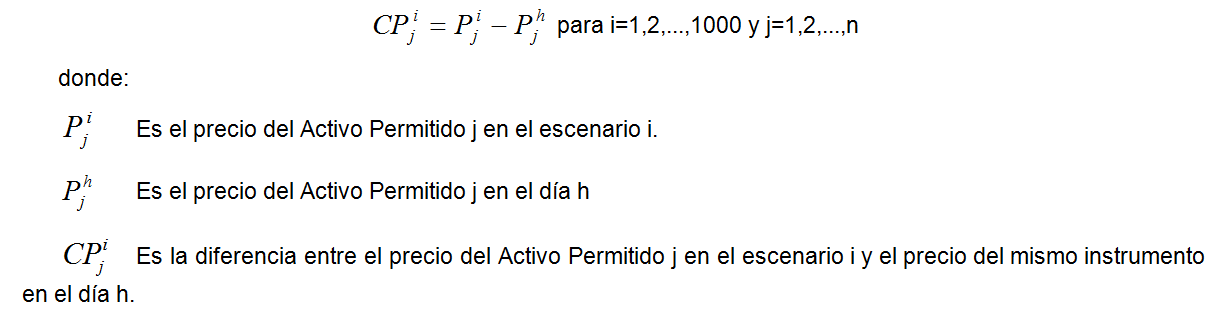 CP_j^i = P_j^i − P_j^h para i=1,2,...,1000 y j=1,2,...,n
donde:
P_j^i Es el precio del Activo Permitido j en el escenario i.
P_j^h Es el precio del Activo Permitido j en el día h
CP_j^i Es la diferencia entre el precio del Activo Permitido j en el escenario i y el precio del mismo instrumento
en el día h.